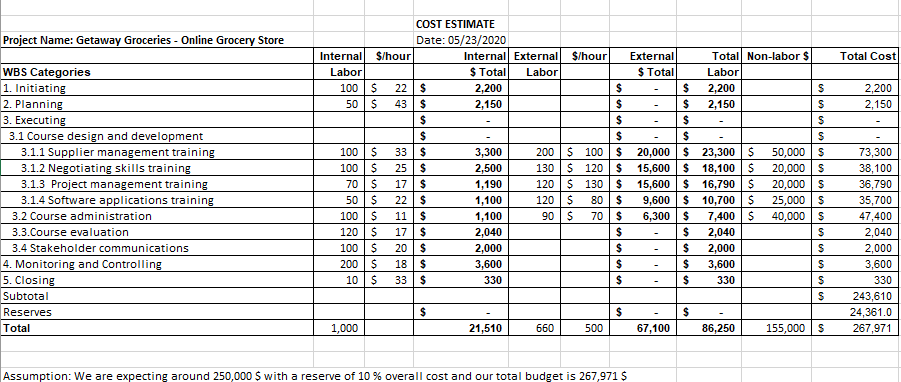 COST ESTIMATE
Project Name: Getaway Groceries - Online Grocery Store Date: 05/23/2020
Internal $/hour Internal External $/hour External Total Non-labor $ Total Cost
WBS Categories Labor $ Total Labor $ Total Labor
1. Initiating 100 $ 22 $ 2,200 $ - $ 2,200 $ 2,200
2. Planning 50 $ 43 $ 2,150 $ - $ 2,150 $ 2,150
3. Executing $ - $ - $ - $ -
3.1 Course design and development $ - $ - $ - $ -
3.1.1 Supplier management training 100 $ 33 $ 3,300 200 $ 100 $ 20,000 $ 23,300 $ 50,000 $ 73,300
3.1.2 Negotiating skills training 100 $ 25 $ 2,500 130 $ 120 $ 15,600 $ 18,100 $ 20,000 $ 38,100
3.1.3 Project management training 70 $ 17 $ 1,190 120 $ 130 $ 15,600 $ 16,790 $ 20,000 $ 36,790
3.1.4 Software applications training 50 $ 22 $ 1,100 120 $ 80 $ 9,600 $ 10,700 $ 25,000 $ 35,700
3.2 Course administration 100 $ 11 $ 1,100 90 $ 70 $ 6,300 $ 7,400 $ 40,000 $ 47,400
3.3.Course evaluation 120 $ 17 $ 2,040 $ - $ 2,040 $ 2,040
3.4 Stakeholder communications 100 $ 20 $ 2,000 $ - $ 2,000 $ 2,000
4. Monitoring and Controlling 200 $ 18 $ 3,600 $ - $ 3,600 $ 3,600
5. Closing 10 $ 33 $ 330 $ - $ 330 $ 330
Subtotal $ 243,610
Reserves $ - $ - $ - 24,361.0
Total 1,000 21,510 660 500 67,100 86,250 155,000 $ 267,971
Assumption: We are expecting around 250,000 $ with a reserve of 10 % overall cost and our total budget is 267,971 $